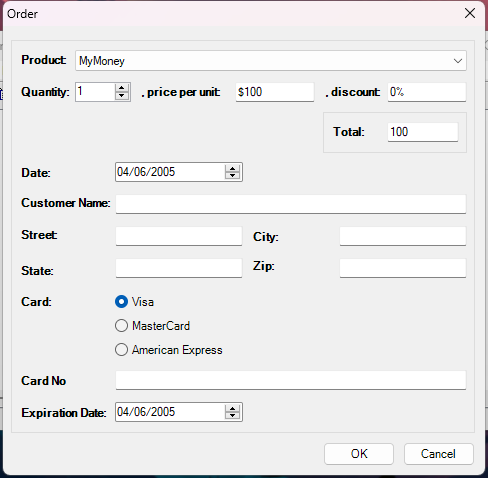 Order
Product: MyMoney
Quantity: 1 , price per unit: $100 , discount: 0%
Total: 100
Date: 04/06/2005
Customer Name:
Street: City:
State: Zip:
Card: Visa
MasterCard
American Express
Card No
Expiration Date: 04/06/2005
OK Cancel